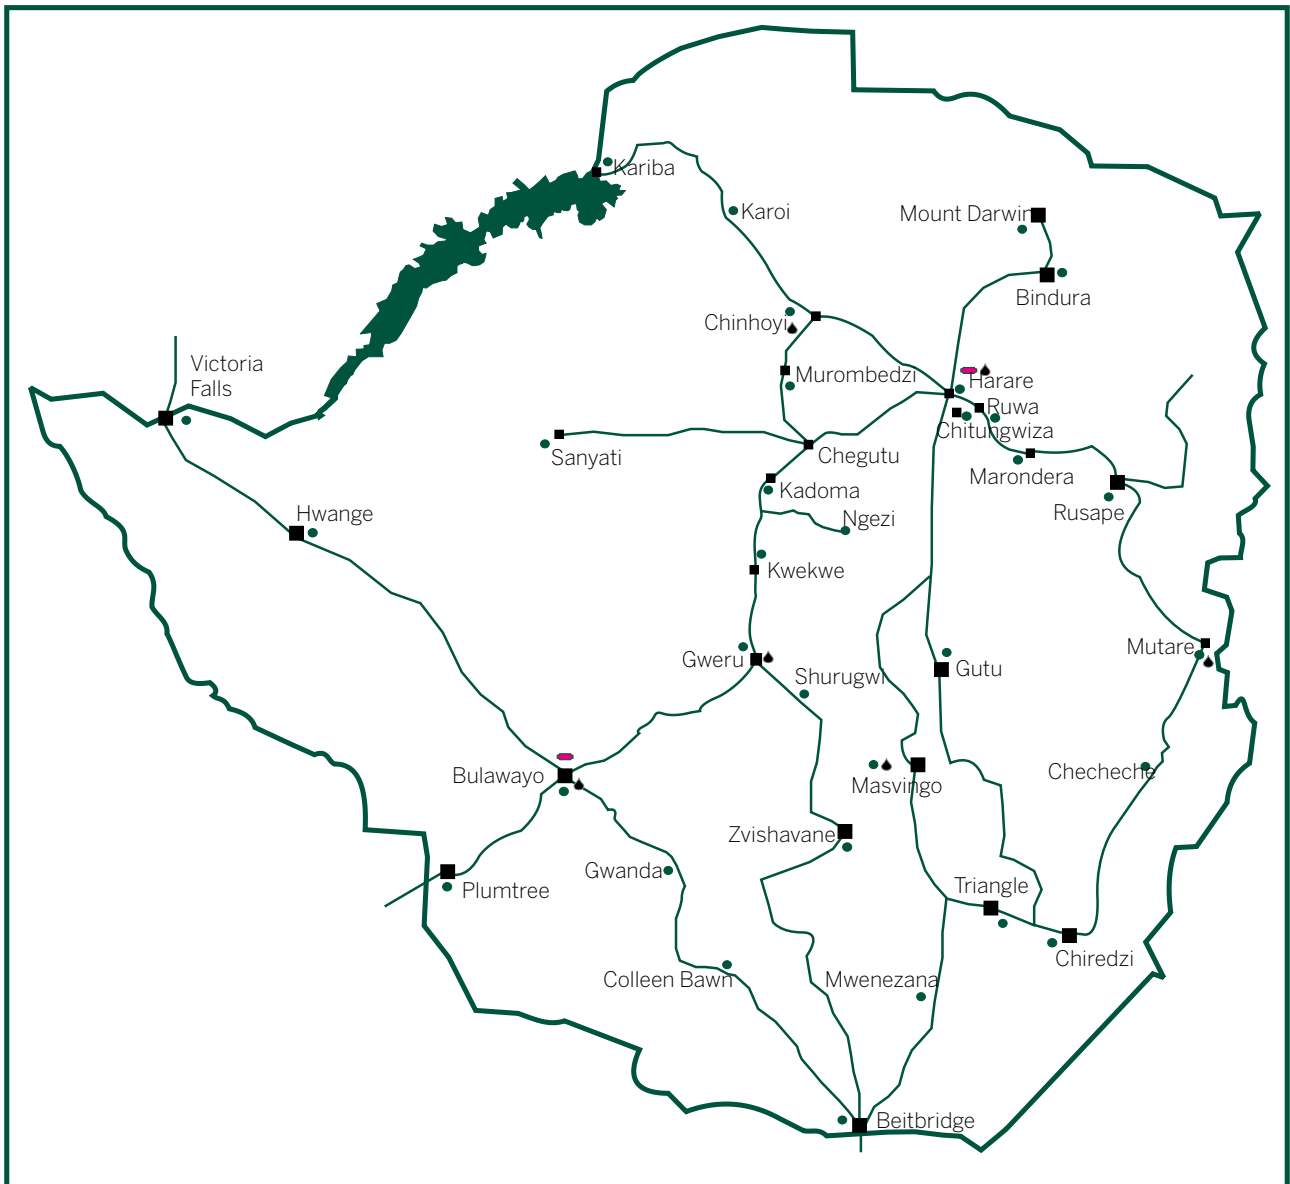 Kariba
Karoi
Mount Darwin
Bindura
Chinhoyi
Victoria
Falls
Murombedzi
Harare
Ruwa
Chitungwiza
Sanyati
Chegutu
Marondera
Kadoma
Rusape
Hwange
Ngezi
Kwekwe
Mutare
Gweru
Shurugwi
Gutu
Bulawayo
Checheche
Masvingo
Zvishavane
Gwanda
Plumtree
Triangle
Chiredzi
Colleen Bawn
Mwenezana
Beitbridge